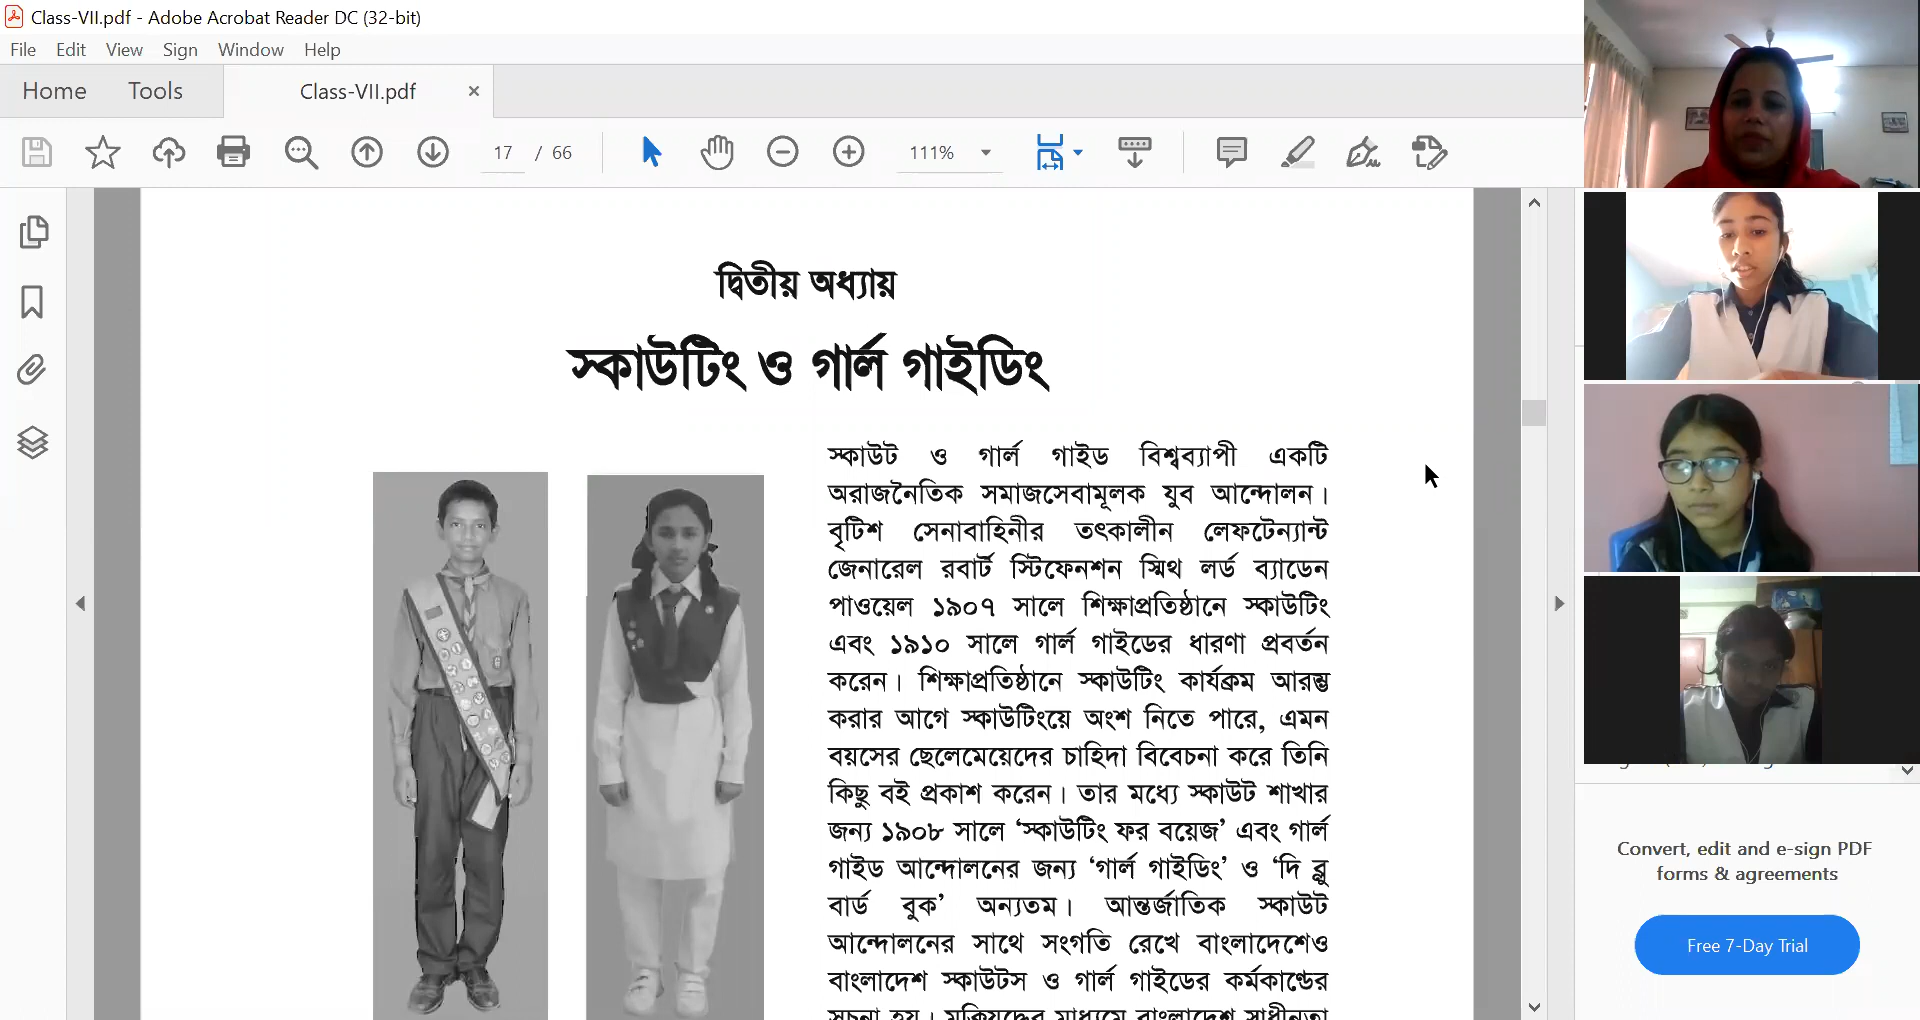 Class-VII.pdf - Adobe Acrobat Reader DC (32-bit)
File Edit View Sign Window Help
Home Tools Class-VII.pdf ×
17 / 66 111%
দ্বিতীয় অধ্যায়
স্কাউটিং ও গার্ল গাইডিং
স্কাউট ও গার্ল গাইড বিশ্বব্যাপী একটি
অরাজনৈতিক সমাজসেবামূলক যুব আন্দোলন।
বৃটিশ সেনাবাহিনীর তৎকালীন লেফটেন্যান্ট
জেনারেল রবার্ট স্টিফেনশন স্মিথ লর্ড ব্যাডেন
পাওয়েল ১৯০৭ সালে শিক্ষাপ্রতিষ্ঠানে স্কাউটিং
এবং ১৯১০ সালে গার্ল গাইডের ধারণা প্রবর্তন
করেন। শিক্ষাপ্রতিষ্ঠানে স্কাউটিং কার্যক্রম আরম্ভ
করার আগে স্কাউটিংয়ে অংশ নিতে পারে, এমন
বয়সের ছেলেমেয়েদের চাহিদা বিবেচনা করে তিনি
কিছু বই প্রকাশ করেন। তার মধ্যে স্কাউট শাখার
জন্য ১৯০৮ সালে ‘স্কাউটিং ফর বয়েজ’ এবং গার্ল
গাইড আন্দোলনের জন্য ‘গার্ল গাইডিং’ ও ‘দি ব্লু
বার্ড বুক’ অন্যতম। আন্তর্জাতিক স্কাউট
আন্দোলনের সাথে সংগতি রেখে বাংলাদেশেও
বাংলাদেশ স্কাউটস ও গার্ল গাইডের কর্মকাণ্ডের
সূচনা হয়। মুক্তিযুদ্ধের মাধ্যমে বাংলাদেশ স্বাধীনতা
Convert, edit and e-sign PDF
forms & agreements
Free 7-Day Trial